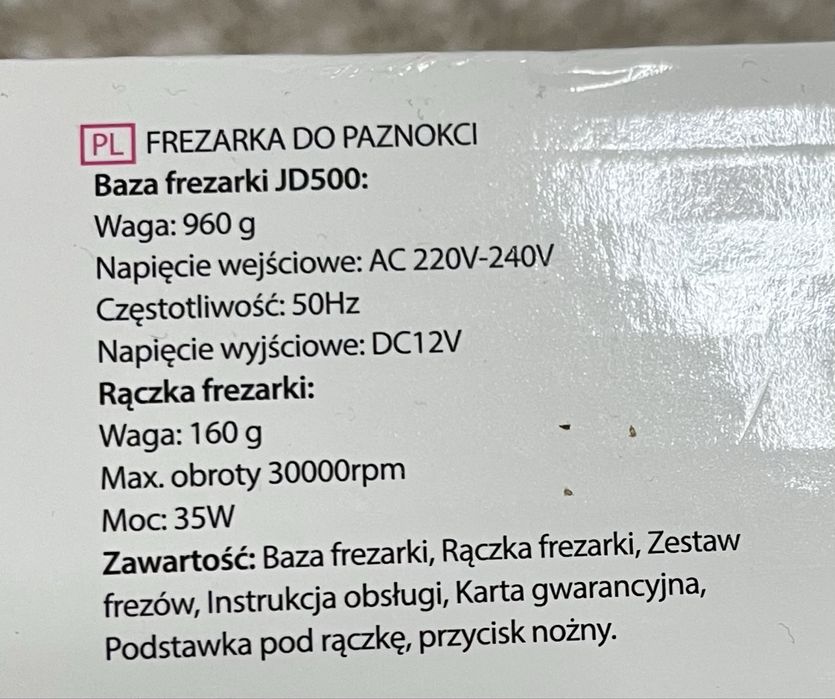 PL FREZARKA DO PAZNOKCI
Baza frezarki JD500:
Waga: 960 g
Napięcie wejściowe: AC 220V-240V
Częstotliwość: 50Hz
Napięcie wyjściowe: DC12V
Rączka frezarki:
Waga: 160 g
Max. obroty 30000rpm
Moc: 35W
Zawartość: Baza frezarki, Rączka frezarki, Zestaw
frezów, Instrukcja obsługi, Karta gwarancyjna,
Podstawka pod rączkę, przycisk nożny.